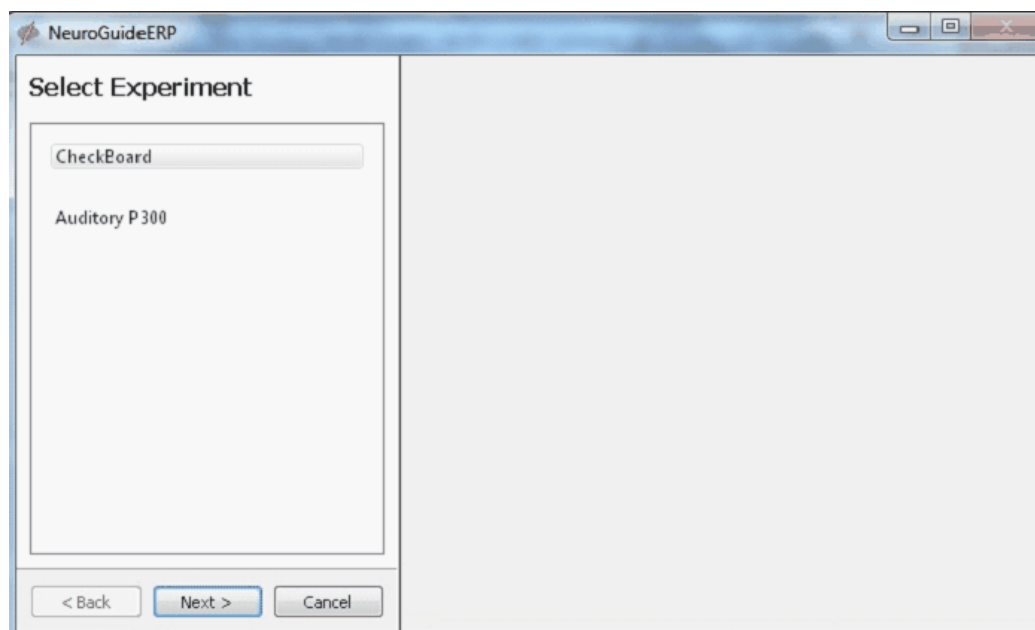 NeuroGuideERP
Select Experiment
CheckBoard
Auditory P300
< Back Next > Cancel